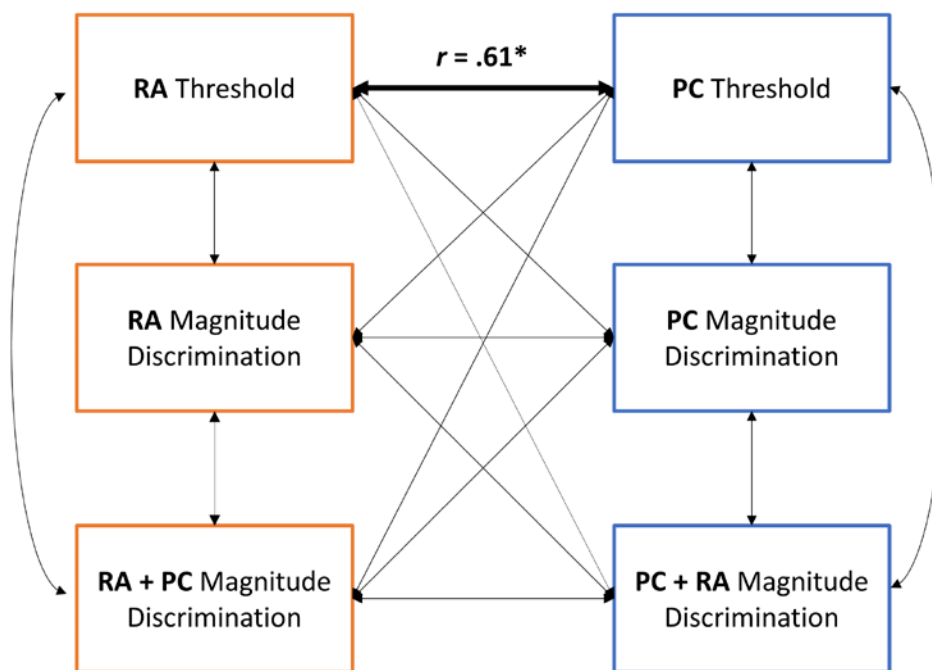 r = .61*
RA Threshold
PC Threshold
RA Magnitude
Discrimination
PC Magnitude
Discrimination
RA + PC Magnitude
Discrimination
PC + RA Magnitude
Discrimination